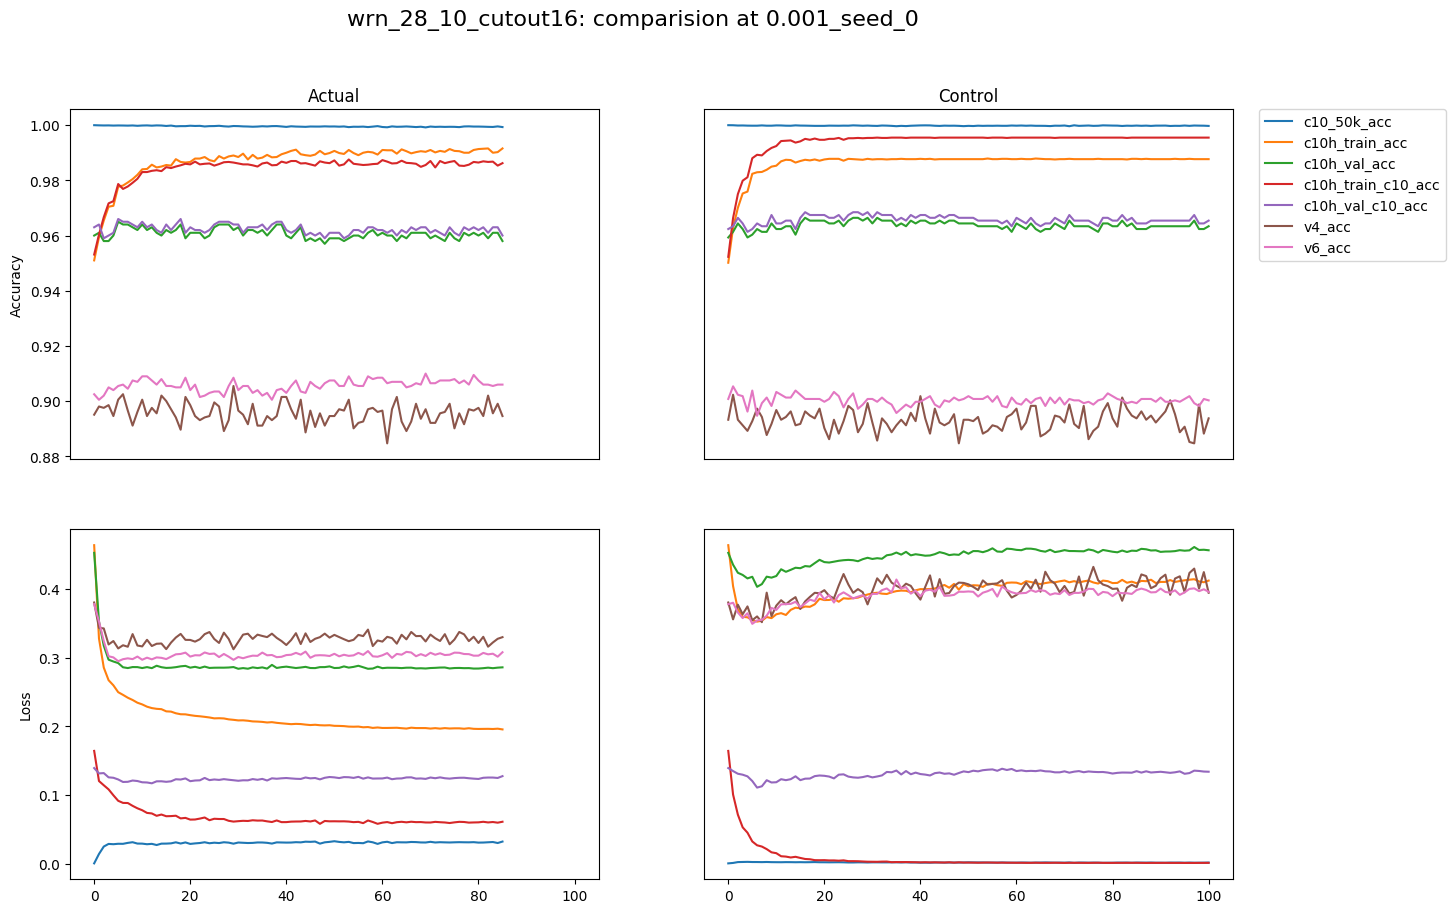 wrn_28_10_cutout16: comparision at 0.001_seed_0
Actual
Control
Accuracy
1.00
0.98
0.96
0.94
0.92
0.90
0.88
c10_50k_acc
c10h_train_acc
c10h_val_acc
c10h_train_c10_acc
c10h_val_c10_acc
v4_acc
v6_acc
Loss
0.4
0.3
0.2
0.1
0.0
0 20 40 60 80 100
0 20 40 60 80 100